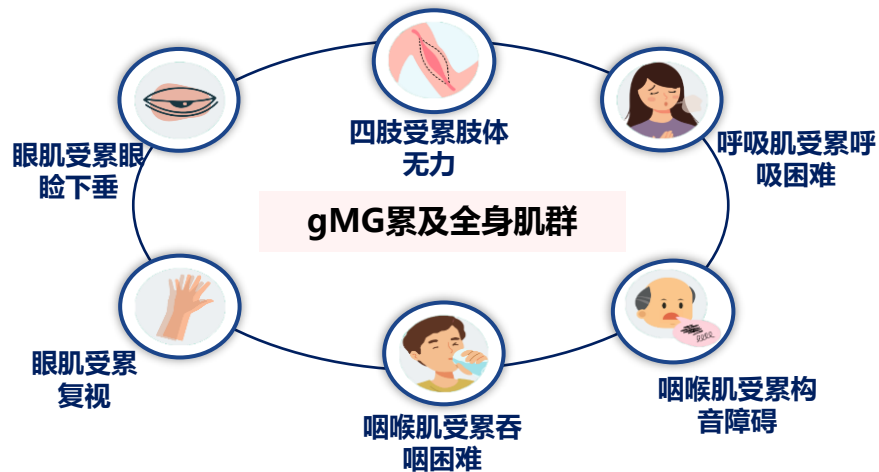 四肢受累肢体
无力
眼肌受累眼
睑下垂
呼吸肌受累呼
吸困难
gMG累及全身肌群
眼肌受累
复视
咽喉肌受累吞
咽困难
咽喉肌受累构
音障碍